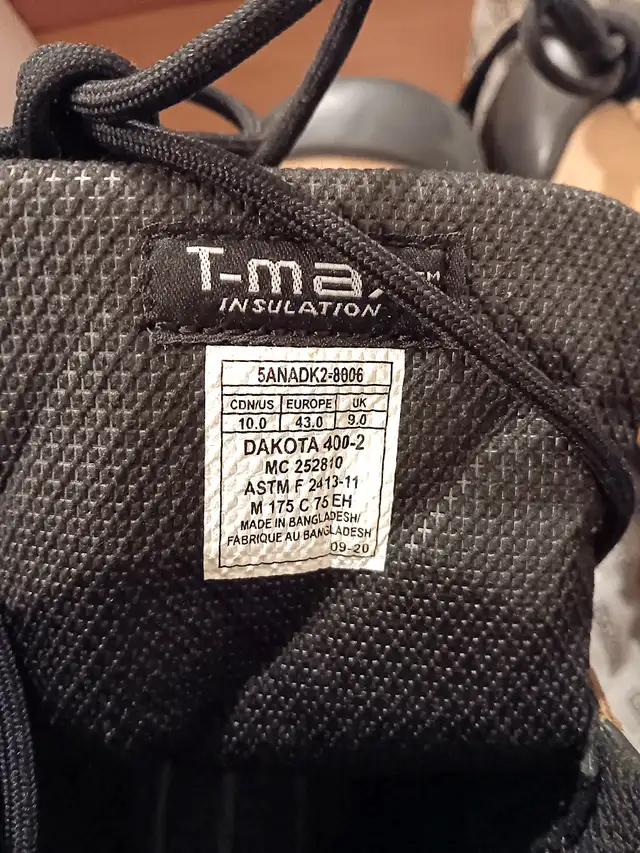 T-ma
TM
INSULATION
5ANADK2-8006
CDN/US EUROPE UK
10.0 43.0 9.0
DAKOTA 400-2
MC 252810
ASTM F 2413-11
M 175 C 75 EH
MADE IN BANGLADESH/
FABRIQUE AU BANGLADESH
09-20